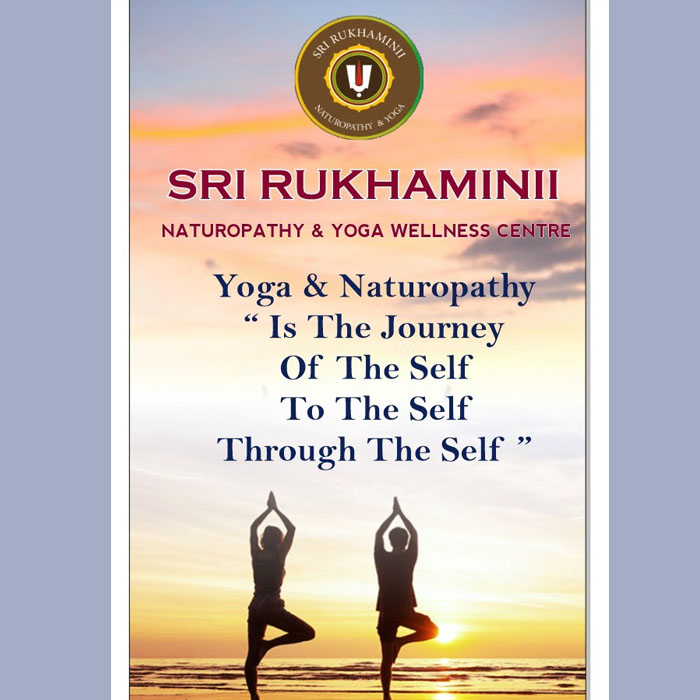 SRI RUKHAMINII
NATUROPATHY & YOGA
SRI RUKHAMINII
NATUROPATHY & YOGA WELLNESS CENTRE
Yoga & Naturopathy
“ Is The Journey
Of The Self
To The Self
Through The Self ”